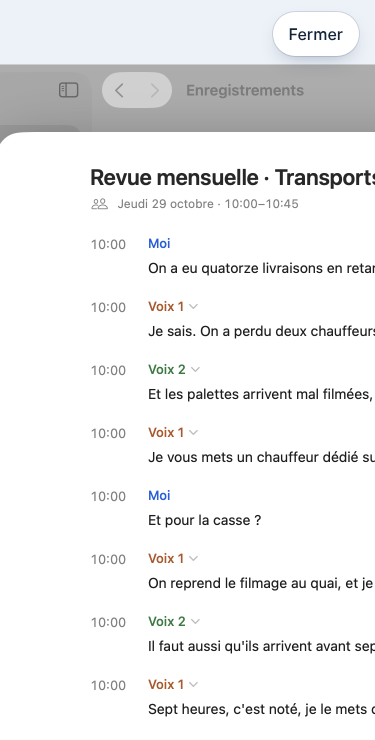 Fermer
Enregistrements
Revue mensuelle · Transports
Jeudi 29 octobre · 10:00–10:45
10:00 Moi
On a eu quatorze livraisons en
10:00 Voix 1
Je sais. On a perdu deux chauffeurs
10:00 Voix 2
Et les palettes arrivent mal filmées,
10:00 Voix 1
Je vous mets un chauffeur dédié
10:00 Moi
Et pour la casse ?
10:00 Voix 1
On reprend le filmage au quai, et je
10:00 Voix 2
Il faut aussi qu'ils arrivent avant
10:00 Voix 1
Sept heures, c'est noté, je le mets